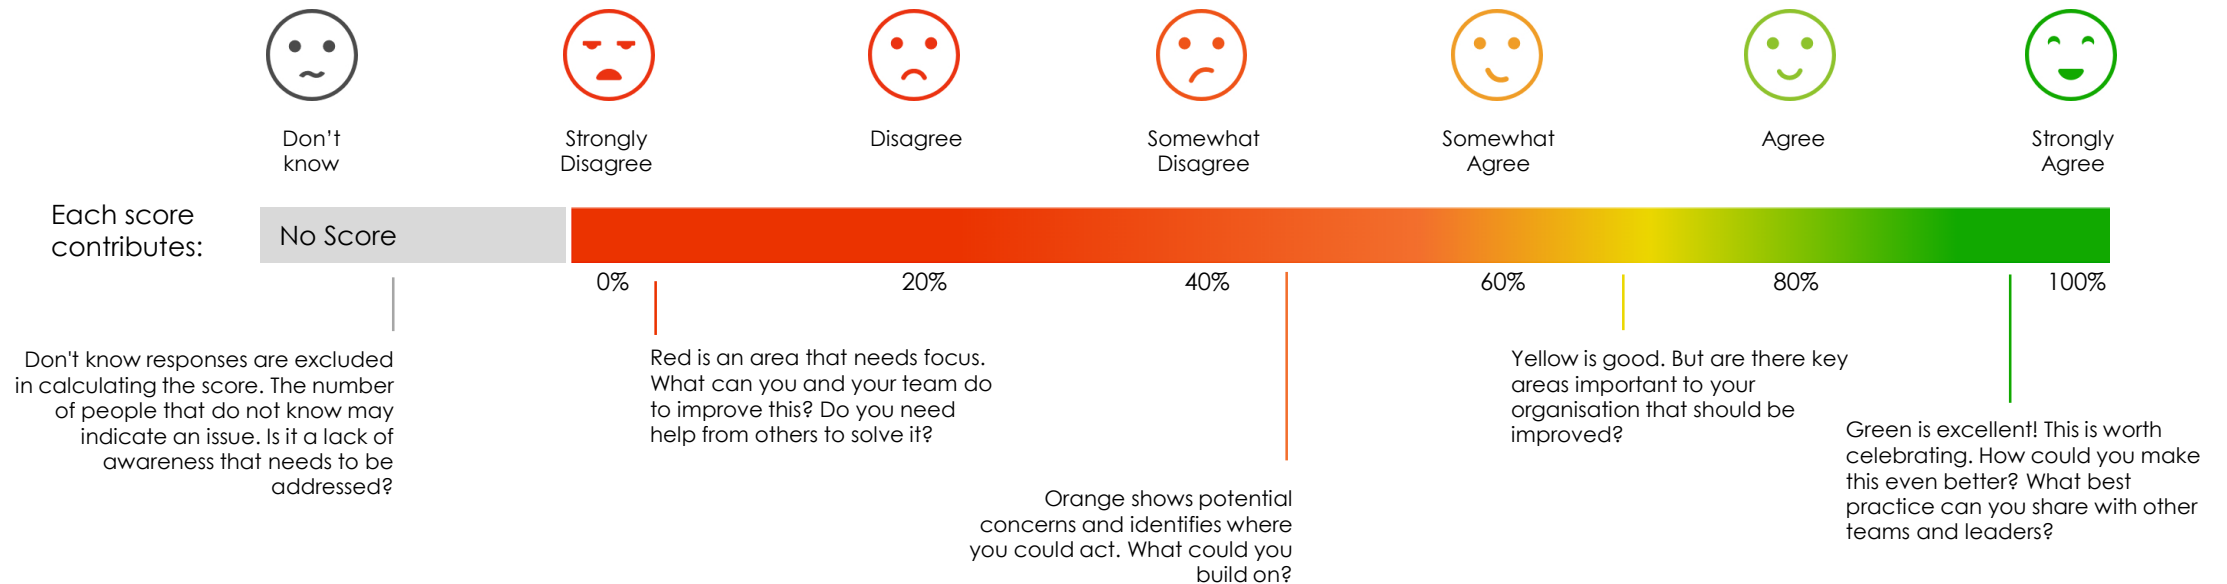 Don’t
know
Strongly
Disagree
Disagree
Somewhat
Disagree
Somewhat
Agree
Agree
Strongly
Agree
Each score
contributes:
No Score
0%
20%
40%
60%
80%
100%
Don't know responses are excluded
in calculating the score. The number
of people that do not know may
indicate an issue. Is it a lack of
awareness that needs to be
addressed?
Red is an area that needs focus.
What can you and your team do
to improve this? Do you need
help from others to solve it?
Orange shows potential
concerns and identifies where
you could act. What could you
build on?
Yellow is good. But are there key
areas important to your
organisation that should be
improved?
Green is excellent! This is worth
celebrating. How could you make
this even better? What best
practice can you share with other
teams and leaders?